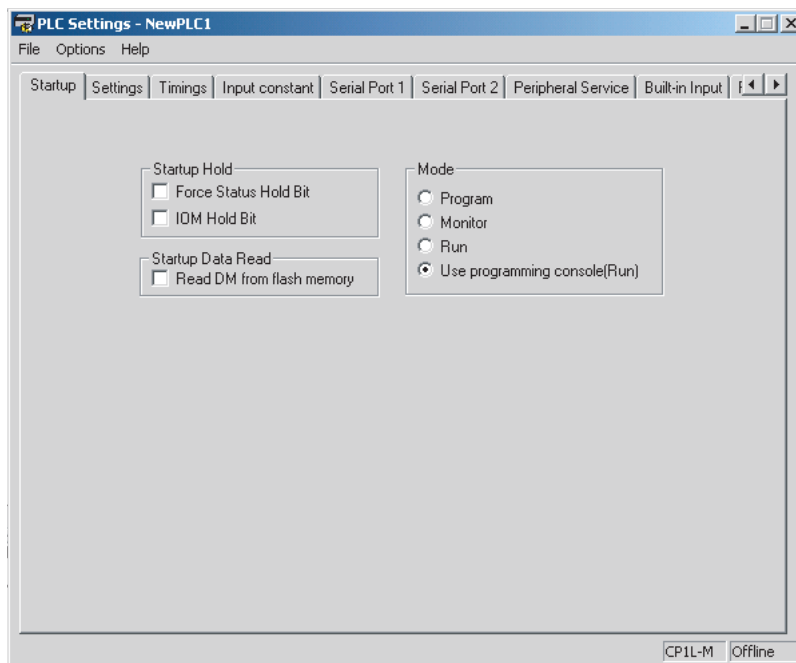 PLC Settings - NewPLC1
File Options Help
Startup Settings Timings Input constant Serial Port 1 Serial Port 2 Peripheral Service Built-in Input
Startup Hold
Force Status Hold Bit
IOM Hold Bit
Startup Data Read
Read DM from flash memory
Mode
Program
Monitor
Run
Use programming console(Run)
CP1L-M Offline